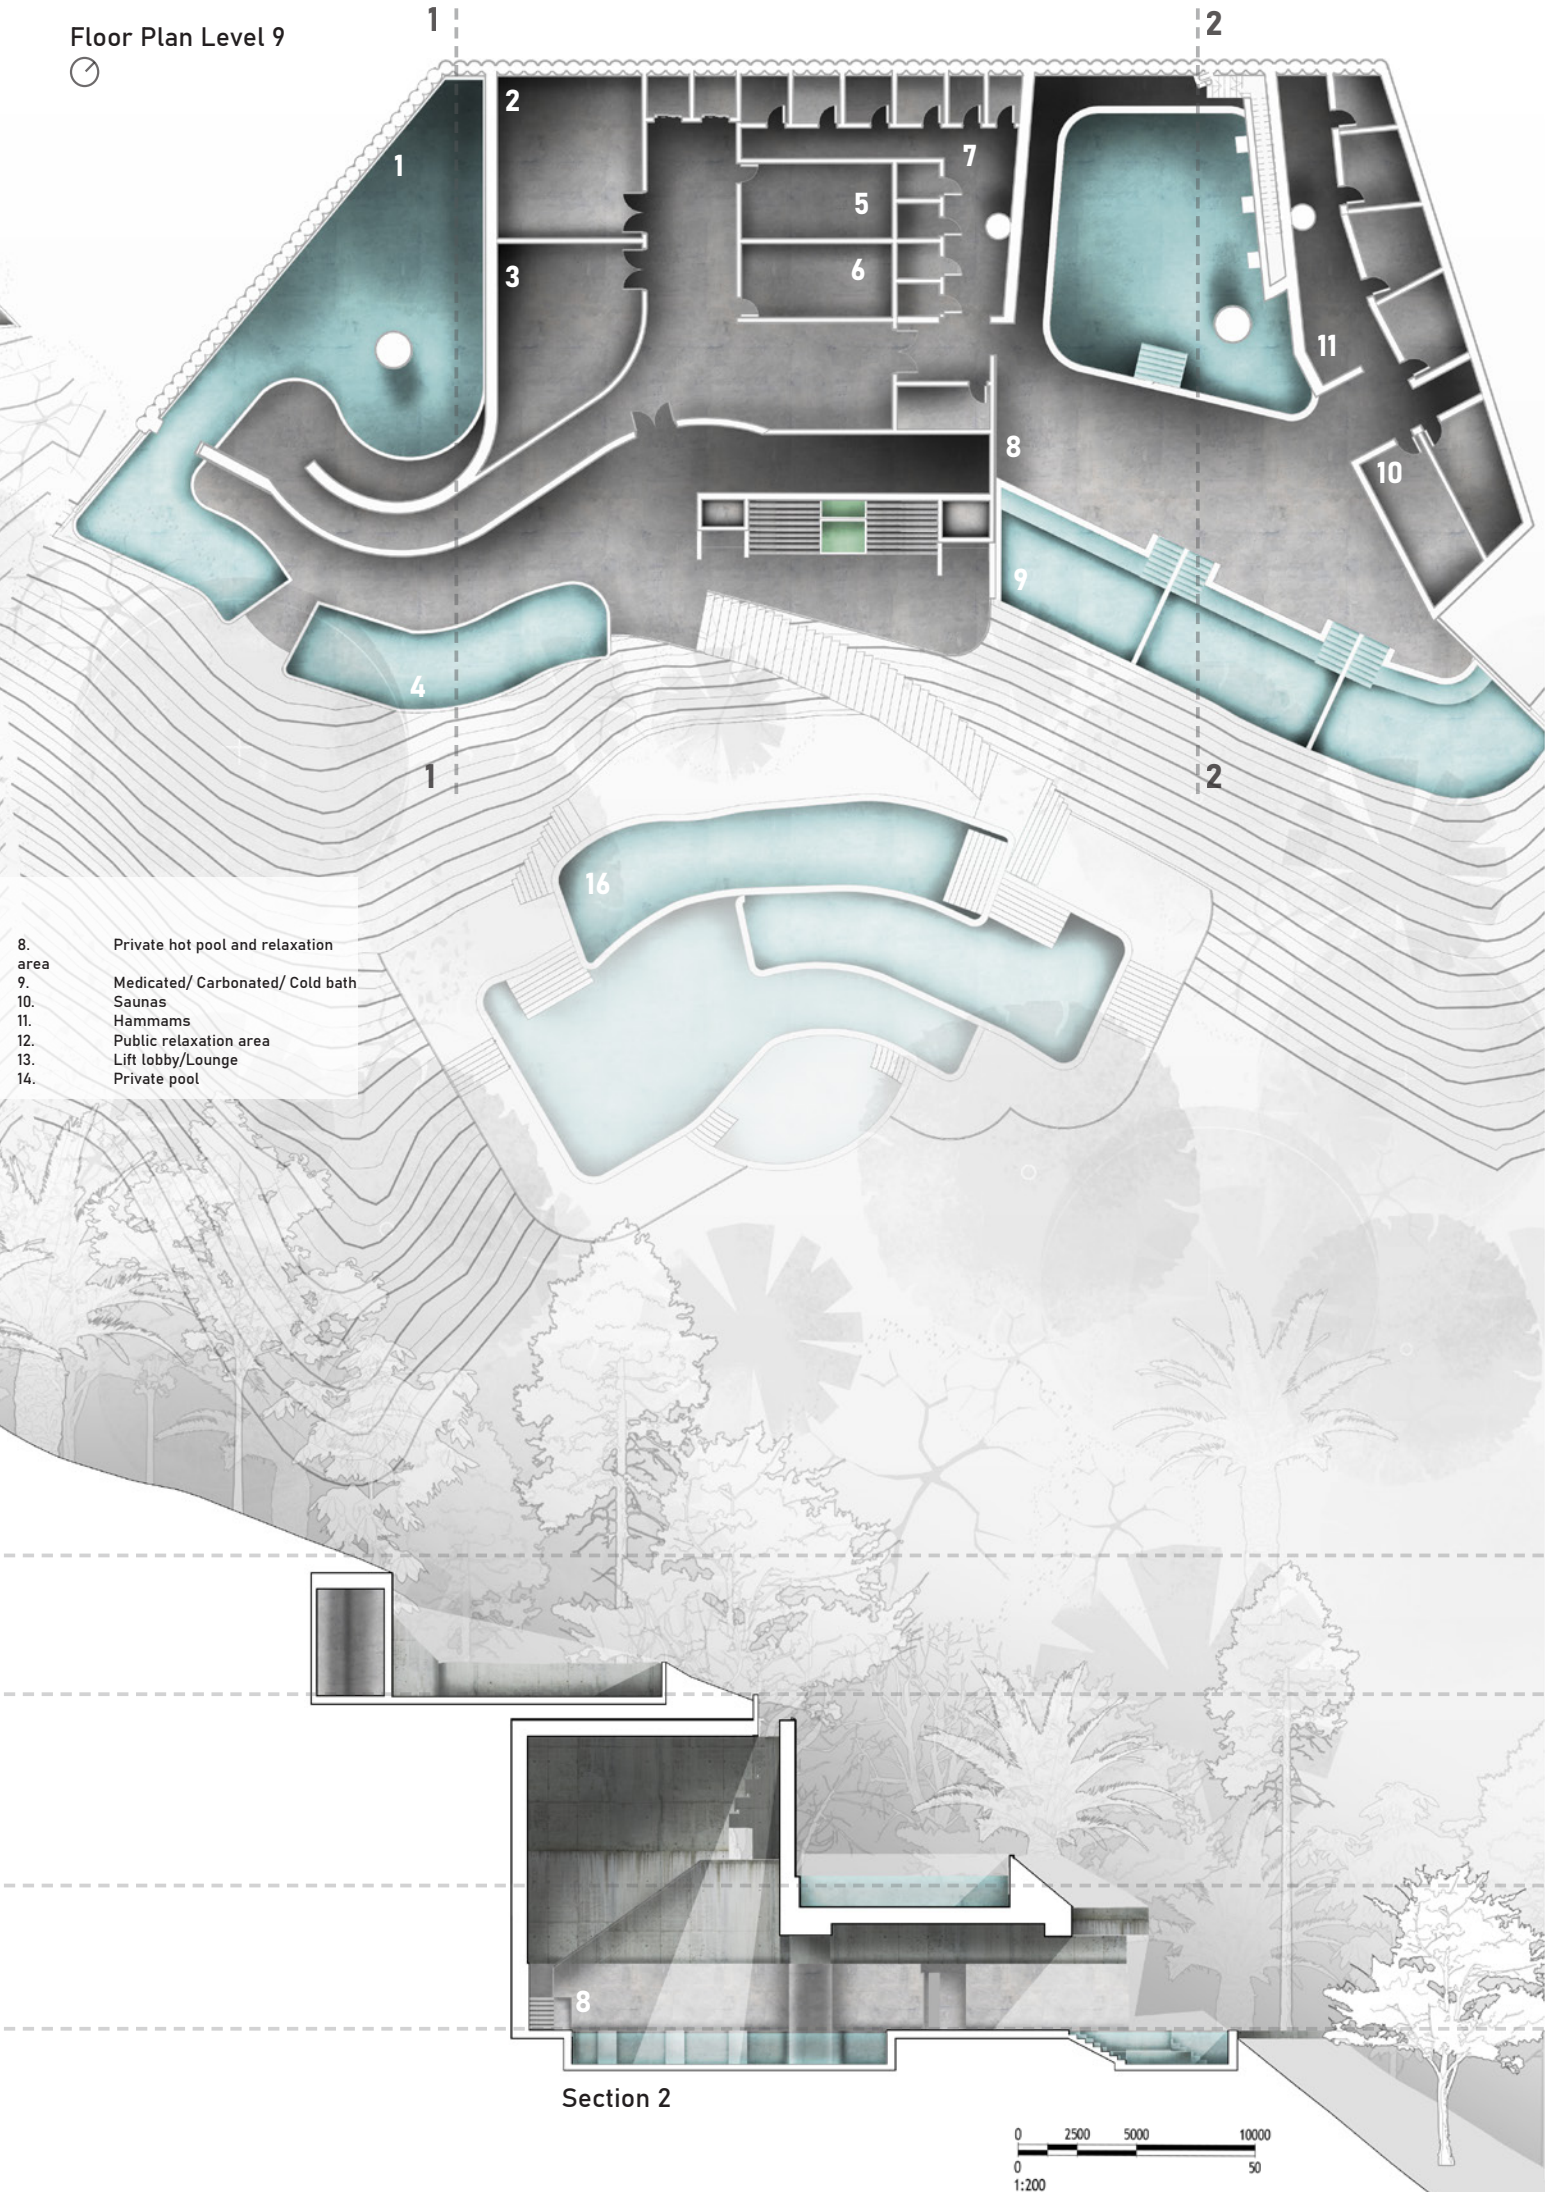 Floor Plan Level 9
1
2
1
2
3
5
6
7
4
8
9
10
11
1
2
16
8. Private hot pool and relaxation
area
9. Medicated/ Carbonated/ Cold bath
10. Saunas
11. Hammams
12. Public relaxation area
13. Lift lobby/Lounge
14. Private pool
8
Section 2
0 2500 5000 10000
0 50
1:200